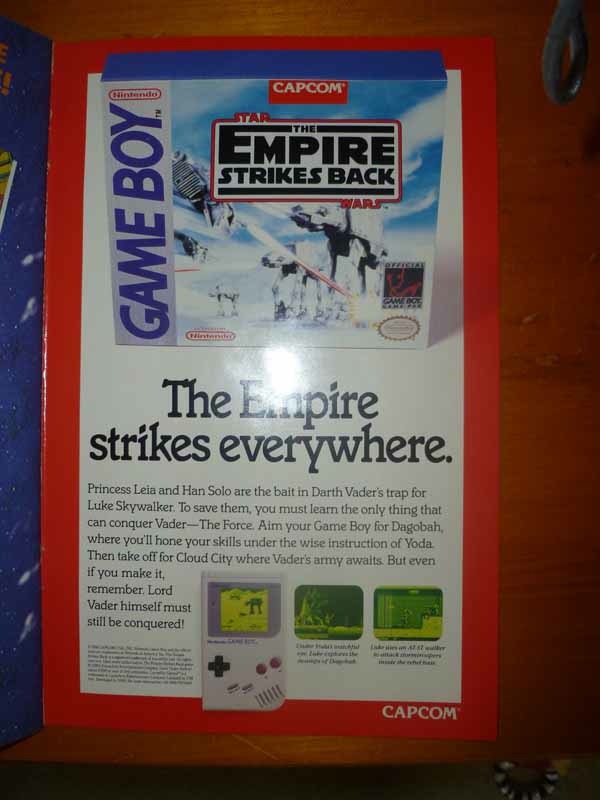 Nintendo
GAME BOY
TM
CAPCOM
STAR
THE
EMPIRE
STRIKES BACK
WARS
OFFICIAL
GAME BOY
GAME PAK
Nintendo
The Empire
strikes everywhere.
Princess Leia and Han Solo are the bait in Darth Vader's trap for
Luke Skywalker. To save them, you must learn the only thing that
can conquer Vader—The Force. Aim your Game Boy for Dagobah,
where you'll hone your skills under the wise instruction of Yoda.
Then take off for Cloud City where Vader's army awaits. But even
if you make it,
remember. Lord
Vader himself must
still be conquered!
Nintendo GAME BOY
Under Yoda's watchful
eye, Luke explores the
swamps of Dagobah.
Luke uses an AT-ST walker
to attack stormtroopers
inside the rebel base.
CAPCOM